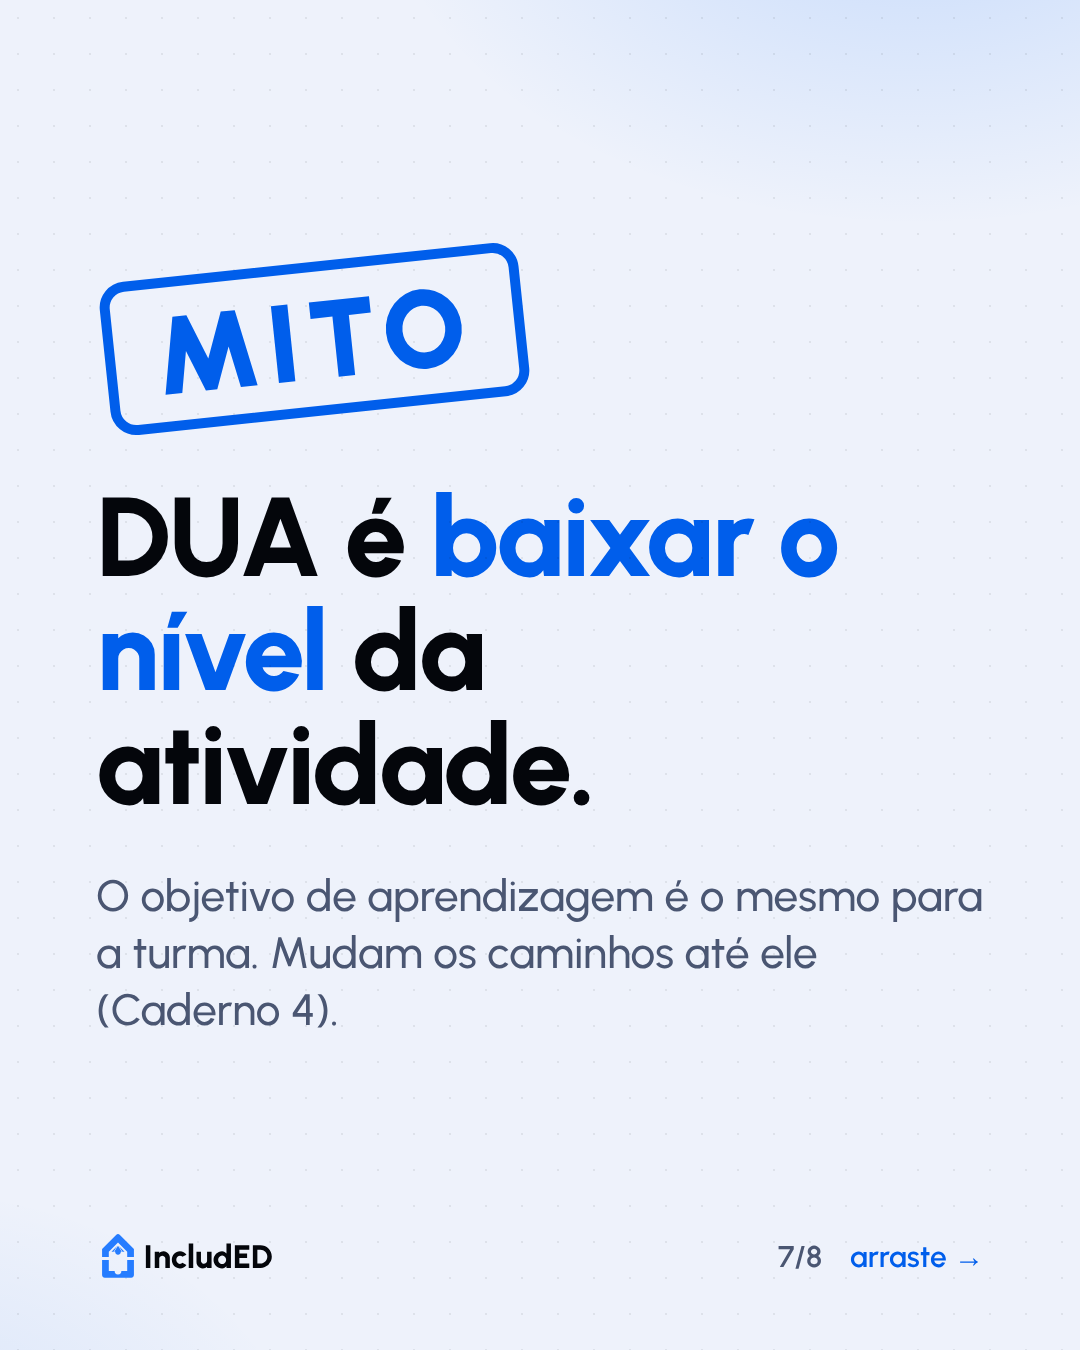 MITO
DUA é baixar o
nível da
atividade.
O objetivo de aprendizagem é o mesmo para
a turma. Mudam os caminhos até ele
(Caderno 4).
IncludED
7/8 arraste →